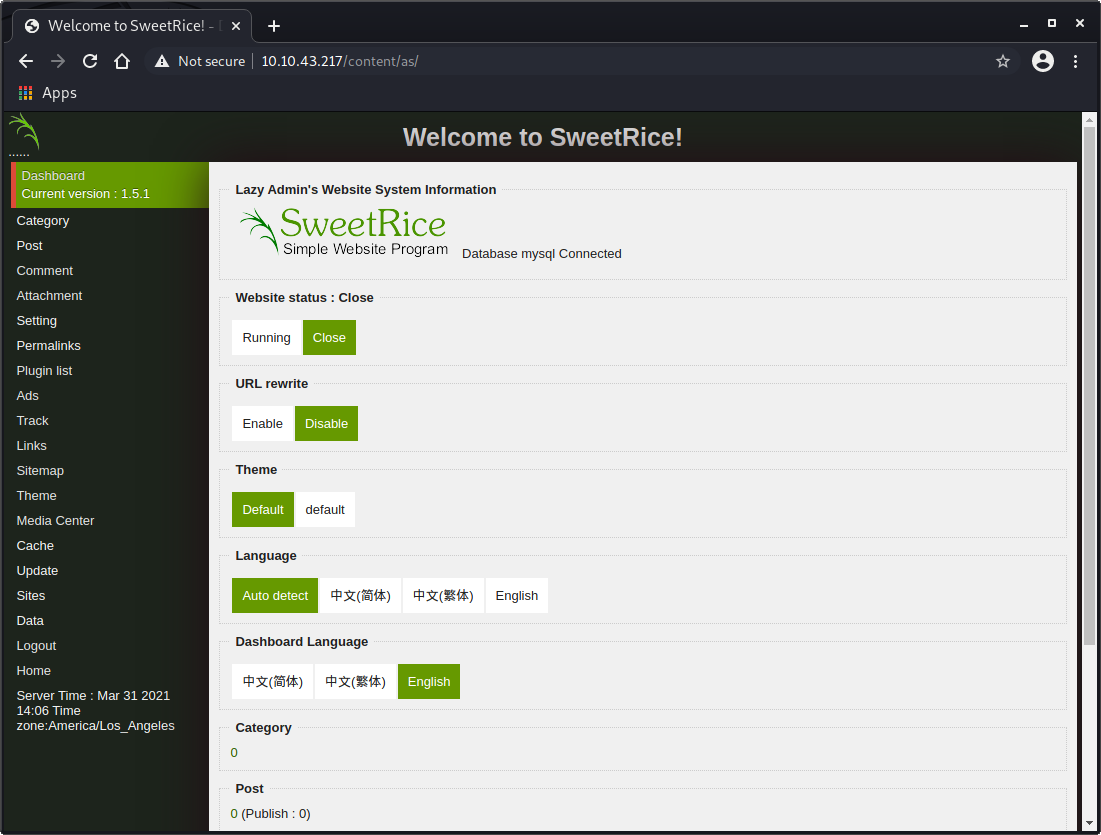 Welcome to SweetRice! -
Not secure
10.10.43.217/content/as/
Apps
......
Welcome to SweetRice!
Dashboard
Current version : 1.5.1
Category
Post
Comment
Attachment
Setting
Permalinks
Plugin list
Ads
Track
Links
Sitemap
Theme
Media Center
Cache
Update
Sites
Data
Logout
Home
Server Time : Mar 31 2021
14:06 Time
zone:America/Los_Angeles
Lazy Admin's Website System Information
SweetRice
Simple Website Program
Database mysql Connected
Website status : Close
Running Close
URL rewrite
Enable Disable
Theme
Default default
Language
Auto detect 中文(简体) 中文(繁体) English
Dashboard Language
中文(简体) 中文(繁体) English
Category
0
Post
0 (Publish : 0)